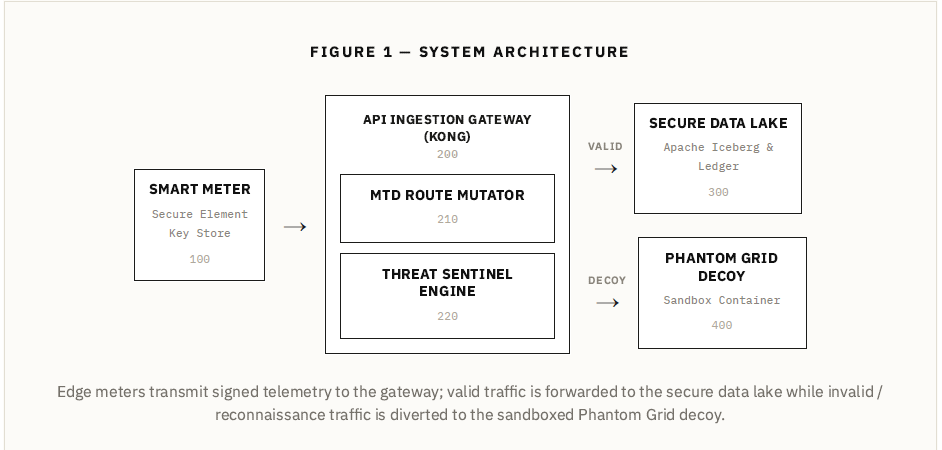 FIGURE 1 — SYSTEM ARCHITECTURE
SMART METER
Secure Element
Key Store
100
→
API INGESTION GATEWAY
(KONG)
200
MTD ROUTE MUTATOR
210
THREAT SENTINEL
ENGINE
220
VALID
→
SECURE DATA LAKE
Apache Iceberg &
Ledger
300
DECOY
→
PHANTOM GRID
DECOY
Sandbox Container
400
Edge meters transmit signed telemetry to the gateway; valid traffic is forwarded to the secure data lake while invalid /
reconnaissance traffic is diverted to the sandboxed Phantom Grid decoy.